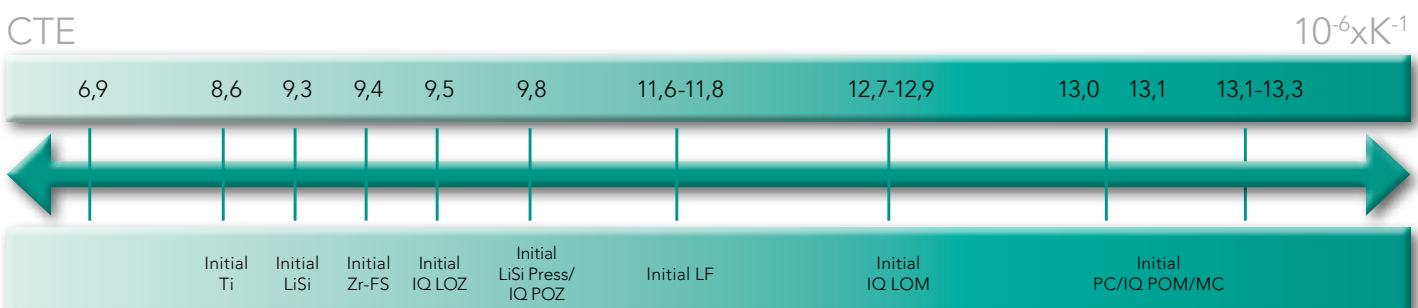 CTE
10-6xK-1
6,9 8,6 9,3 9,4 9,5 9,8 11,6-11,8 12,7-12,9 13,0 13,1 13,1-13,3
Initial
Ti
Initial
LiSi
Initial
Zr-FS
Initial
IQ LOZ
Initial
LiSi Press/
IQ POZ
Initial LF
Initial
IQ LOM
Initial
PC/IQ POM/MC